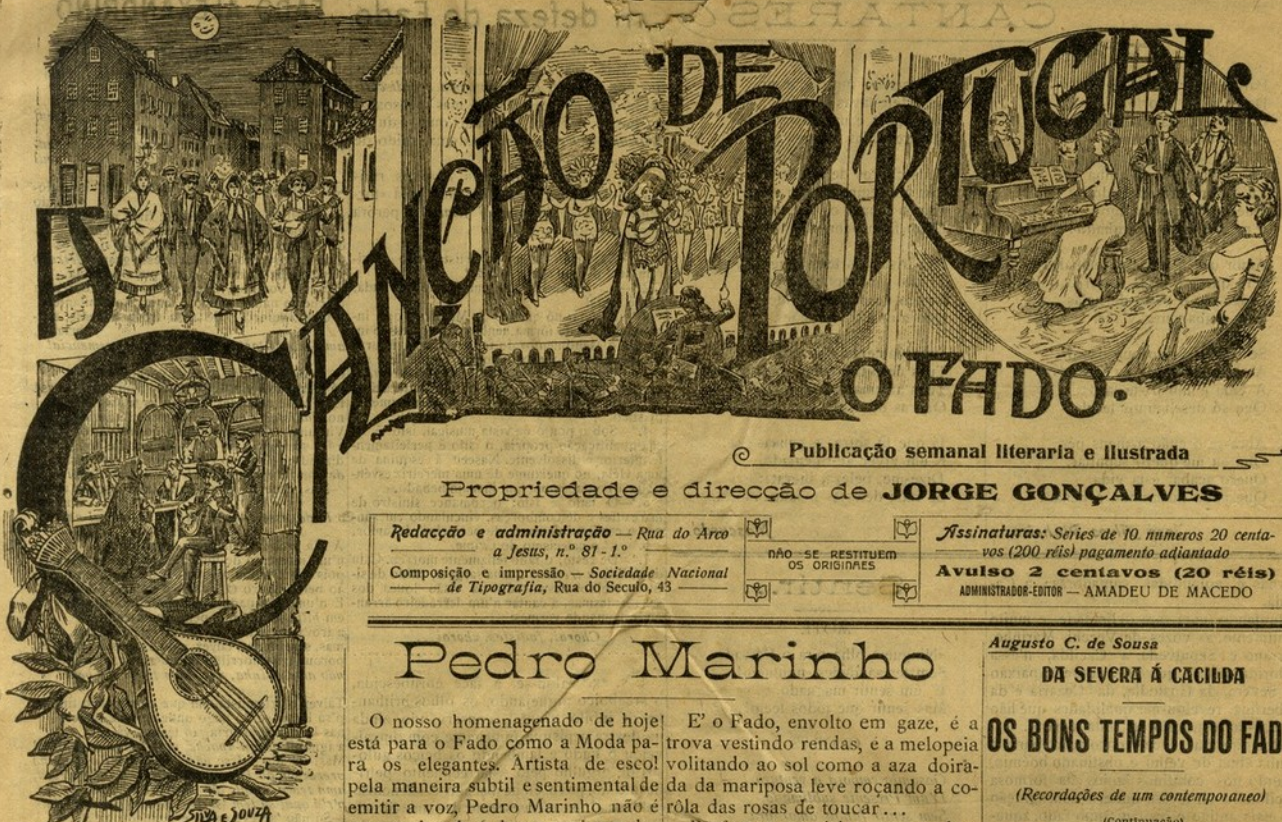 A CANÇÃO DE PORTUGAL
O FADO
Publicação semanal literaria e ilustrada
Propriedade e direcção de JORGE GONÇALVES
Redacção e administração — Rua do Arco
a Jesus, n.º 81-1.º
Composição e impressão — Sociedade Nacional
de Tipografia, Rua do Seculo, 43
NÃO SE RESTITUEM
OS ORIGINAES
Assinaturas: Series de 10 numeros 20 centa-
vos (200 réis) pagamento adiantado
Avulso 2 centavos (20 réis)
ADMINISTRADOR-EDITOR — AMADEU DE MACEDO
SILVA e SOUZA
Pedro Marinho
O nosso homenageado de hoje
está para o Fado como a Moda pa-
ra os elegantes. Artista de escol
pela maneira subtil e sentimental de
emitir a voz, Pedro Marinho não é
E' o Fado, envolto em gaze, é a
trova vestindo rendas, é a melopeia
volitando ao sol como a aza doira-
da da mariposa leve roçando a co-
rôla das rosas de toucar...
Augusto C. de Sousa
DA SEVERA Á CACILDA
OS BONS TEMPOS DO FAD
(Recordações de um contemporaneo)
(Continuação)